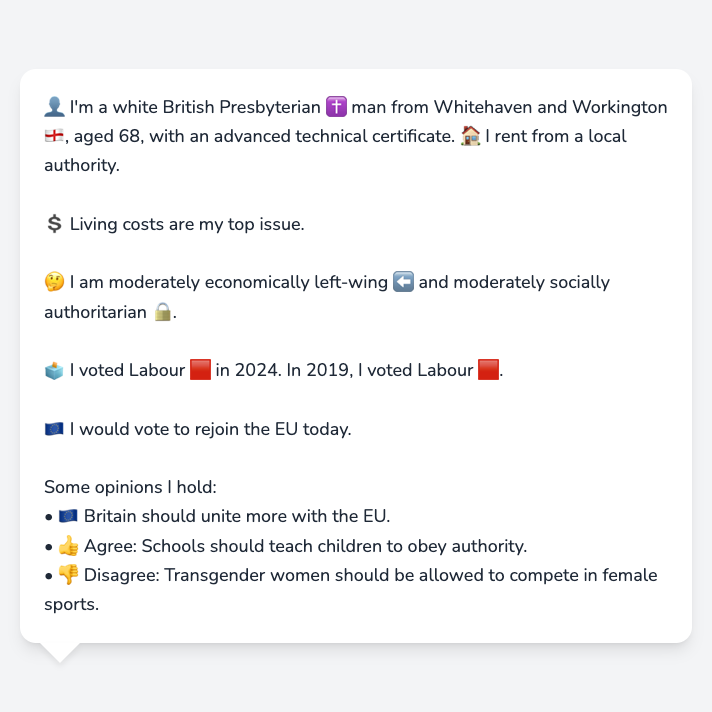 👤 I'm a white British Presbyterian ✝️ man from Whitehaven and Workington
🏴󠁧󠁢󠁥󠁮󠁧󠁿, aged 68, with an advanced technical certificate. 🏠 I rent from a local
authority.
💲 Living costs are my top issue.
🤔 I am moderately economically left-wing ⬅️ and moderately socially
authoritarian 🔒.
🗳️ I voted Labour 🟥 in 2024. In 2019, I voted Labour 🟥.
🇪🇺 I would vote to rejoin the EU today.
Some opinions I hold:
• 🇪🇺 Britain should unite more with the EU.
• 👍 Agree: Schools should teach children to obey authority.
• 👎 Disagree: Transgender women should be allowed to compete in female
sports.